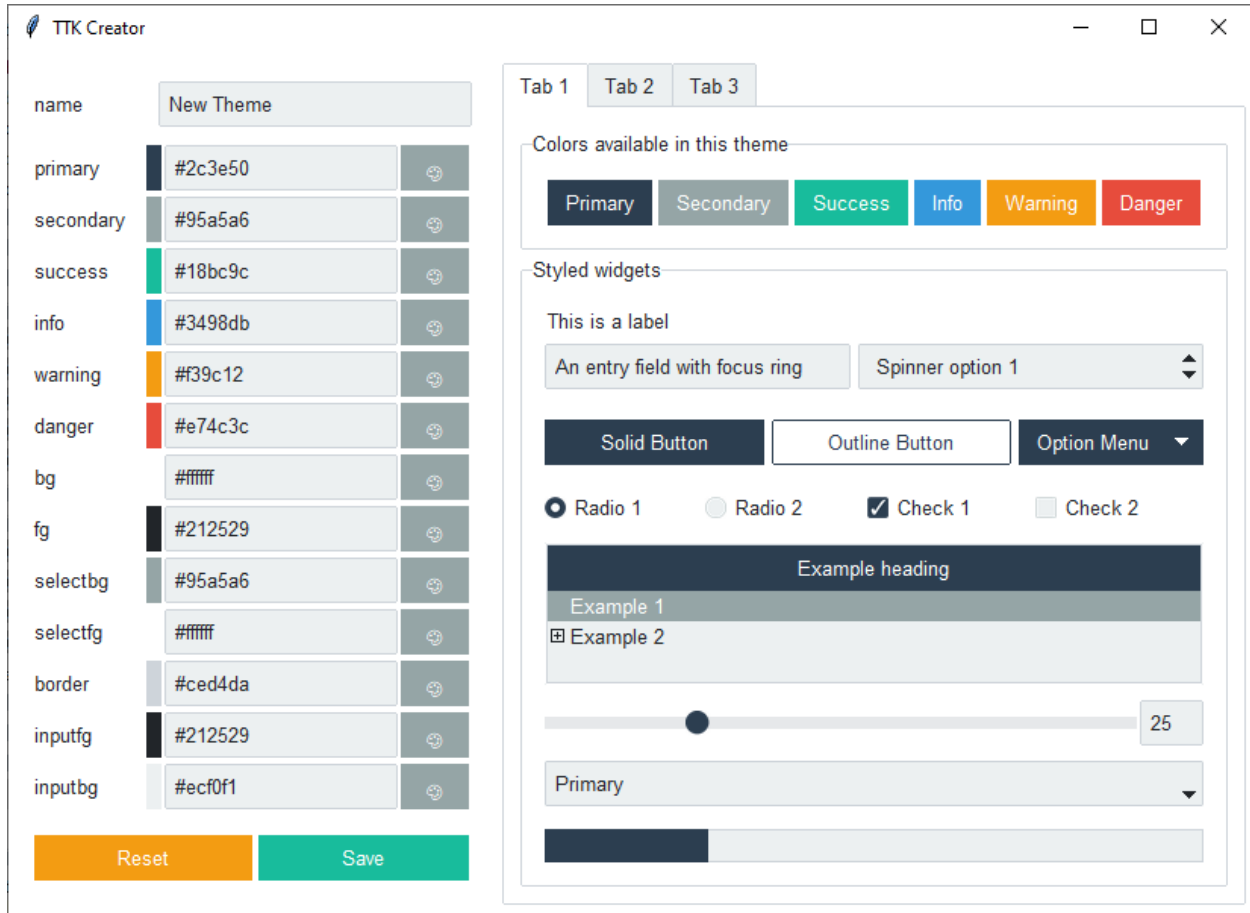 TTK Creator
name New Theme
primary #2c3e50
secondary #95a5a6
success #18bc9c
info #3498db
warning #f39c12
danger #e74c3c
bg #ffffff
fg #212529
selectbg #95a5a6
selectfg #ffffff
border #ced4da
inputfg #212529
inputbg #ecf0f1
Reset Save
Tab 1 Tab 2 Tab 3
Colors available in this theme
Primary Secondary Success Info Warning Danger
Styled widgets
This is a label
An entry field with focus ring Spinner option 1
Solid Button Outline Button Option Menu
Radio 1 Radio 2 Check 1 Check 2
Example heading
Example 1
Example 2
25
Primary